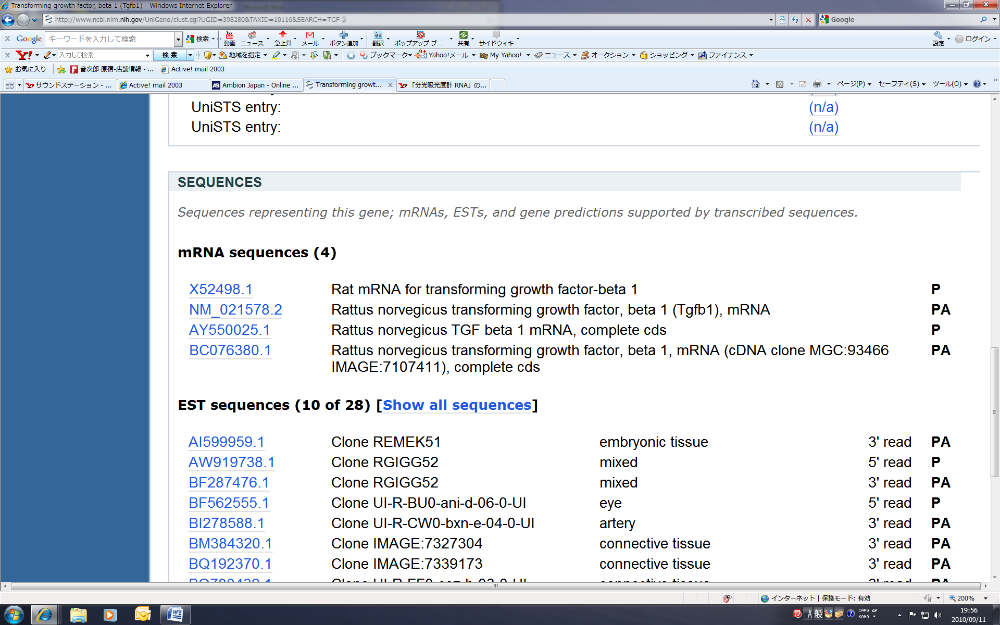 Transforming growth factor, beta 1 (Tgfb1) - Windows Internet Explorer
http://www.ncbi.nlm.nih.gov/UniGene/clust.cgi?UGID=398280&TAXID=10116&SEARCH=TGF-β
Google
Google キーワードを入力して検索 検索 動画 ニュース 急上昇 メール ボタン追加 翻訳 ポップアップ ブ... 共有 サイドウィキ 設定 ログイン
Y! 入力して検索 検索 地域を指定 ブックマーク Yahoo!メール My Yahoo! ニュース オークション ショッピング ファイナンス
お気に入り 音次郎 原宿-店舗情報・... Active! mail 2003
サウンドステーション - ... Active! mail 2003 Ambion Japan - Online ... Transforming growt... 「分光吸光度計 RNA」の... ページ(P) セーフティ(S) ツール(O)
UniSTS entry: (n/a)
UniSTS entry: (n/a)
SEQUENCES
Sequences representing this gene; mRNAs, ESTs, and gene predictions supported by transcribed sequences.
mRNA sequences (4)
X52498.1 Rat mRNA for transforming growth factor-beta 1 P
NM_021578.2 Rattus norvegicus transforming growth factor, beta 1 (Tgfb1), mRNA PA
AY550025.1 Rattus norvegicus TGF beta 1 mRNA, complete cds P
BC076380.1 Rattus norvegicus transforming growth factor, beta 1, mRNA (cDNA clone MGC:93466 PA
IMAGE:7107411), complete cds
EST sequences (10 of 28) [Show all sequences]
AI599959.1 Clone REMEK51 embryonic tissue 3' read PA
AW919738.1 Clone RGIGG52 mixed 5' read P
BF287476.1 Clone RGIGG52 mixed 3' read PA
BF562555.1 Clone UI-R-BU0-ani-d-06-0-UI eye 5' read P
BI278588.1 Clone UI-R-CW0-bxn-e-04-0-UI artery 3' read PA
BM384320.1 Clone IMAGE:7327304 connective tissue 3' read PA
BQ192370.1 Clone IMAGE:7339173 connective tissue 3' read PA
インターネット | 保護モード: 有効 200%
A 般 CAPS KANA 19:56
2010/09/11